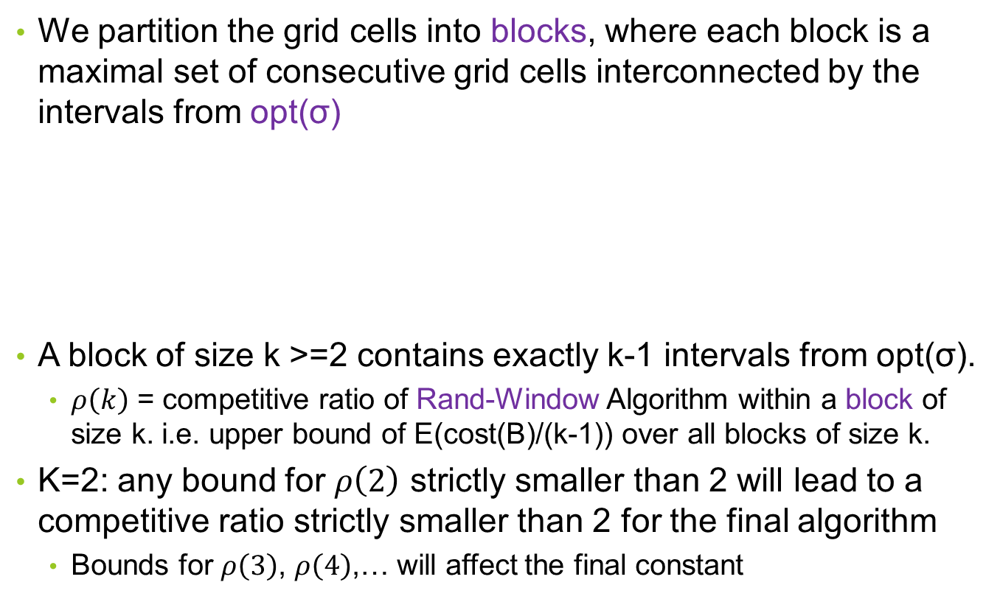 • We partition the grid cells into blocks, where each block is a
maximal set of consecutive grid cells interconnected by the
intervals from opt(σ)
• A block of size k >=2 contains exactly k-1 intervals from opt(σ).
• ρ(k) = competitive ratio of Rand-Window Algorithm within a block of
size k. i.e. upper bound of E(cost(B)/(k-1)) over all blocks of size k.
• K=2: any bound for ρ(2) strictly smaller than 2 will lead to a
competitive ratio strictly smaller than 2 for the final algorithm
• Bounds for ρ(3), ρ(4),… will affect the final constant